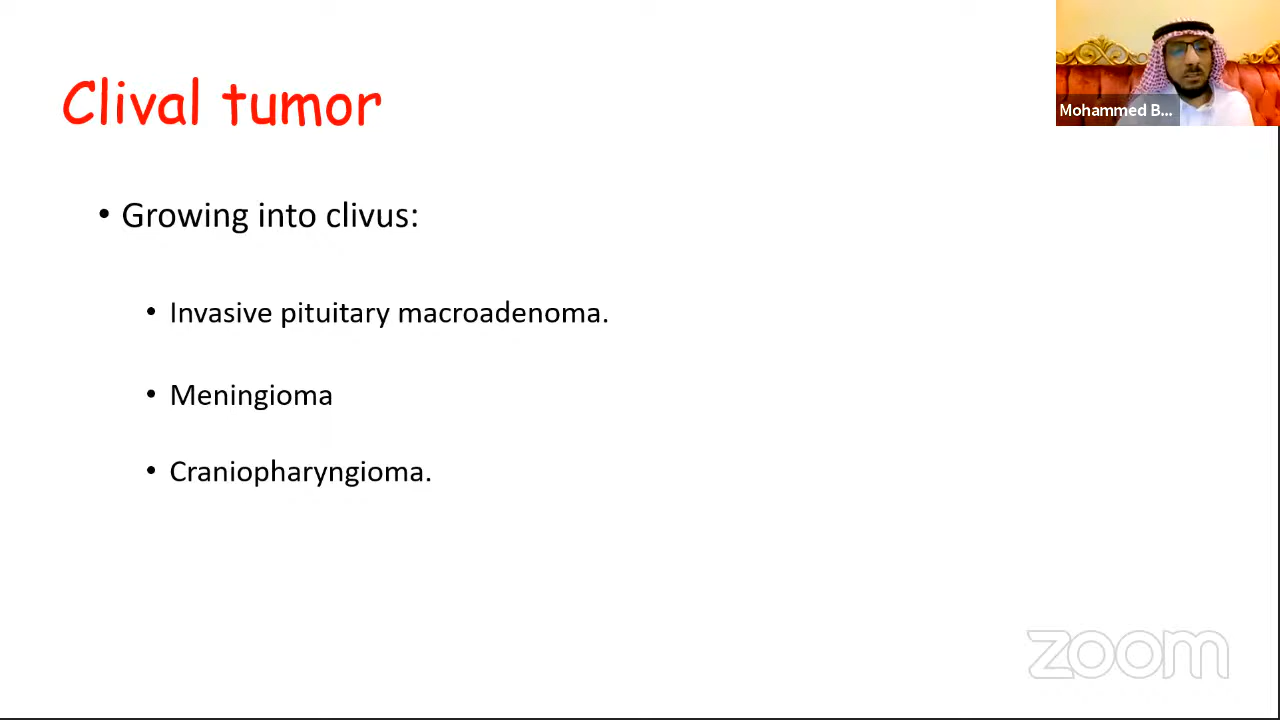 Clival tumor
Mohammed B...
• Growing into clivus:
• Invasive pituitary macroadenoma.
• Meningioma
• Craniopharyngioma.
zoom